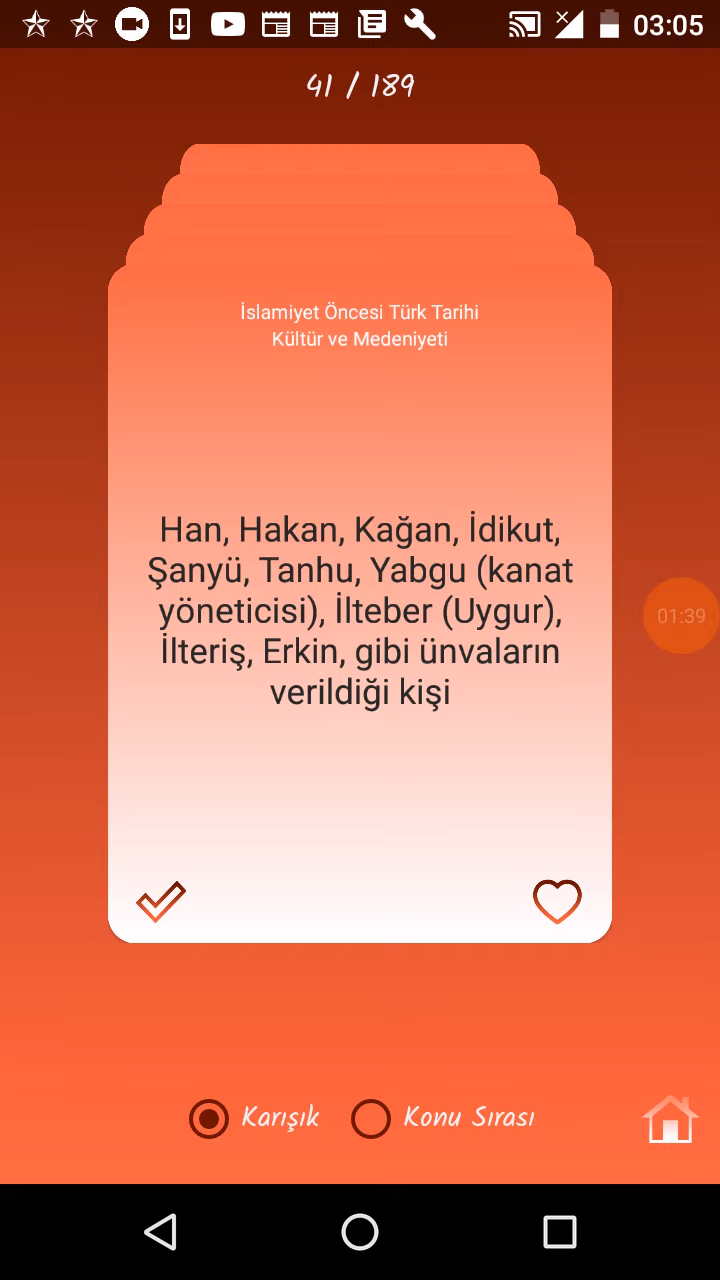 03:05
41 / 189
İslamiyet Öncesi Türk Tarihi
Kültür ve Medeniyeti
Han, Hakan, Kağan, İdikut,
Şanyü, Tanhu, Yabgu (kanat
yöneticisi), İlteber (Uygur),
İlteriş, Erkin, gibi ünvaların
verildiği kişi
01:39
Karışık
Konu Sırası